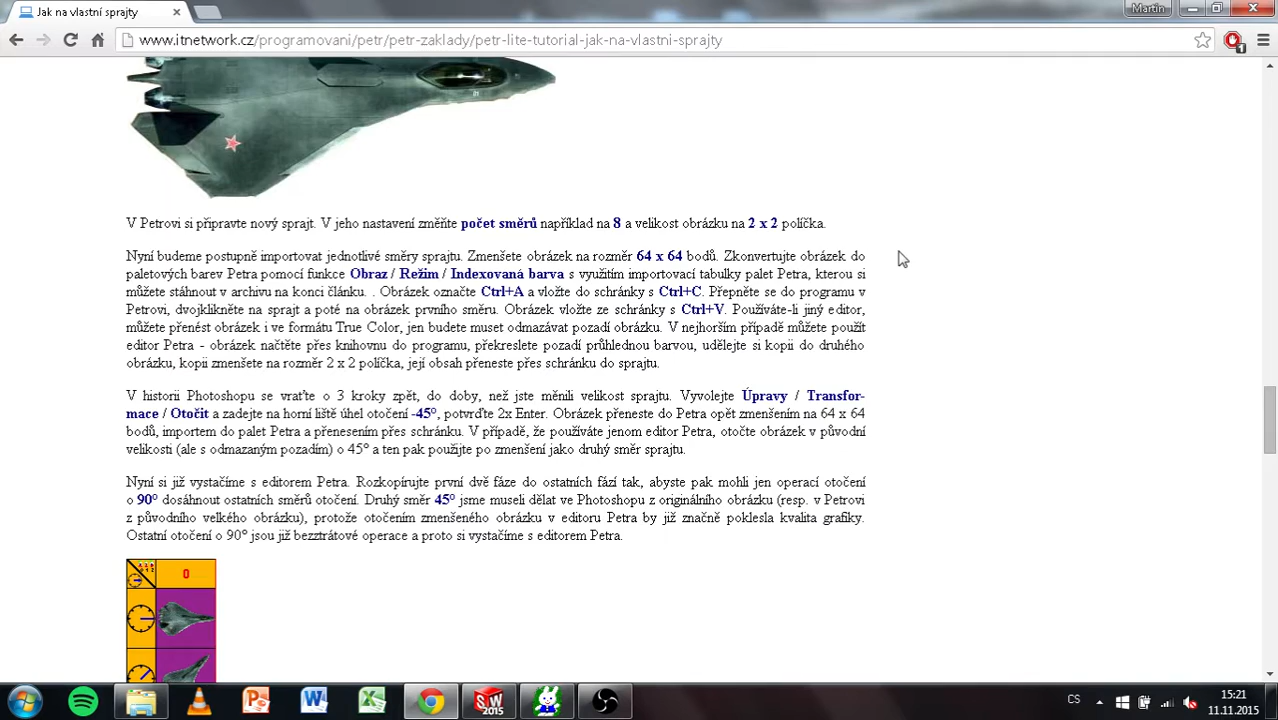 Jak na vlastní sprajty
Martin
www.itnetwork.cz/programovani/petr/petr-zaklady/petr-lite-tutorial-jak-na-vlastni-sprajty
1
V Petrovi si připravte nový sprajt. V jeho nastavení změňte počet směrů například na 8 a velikost obrázku na 2 x 2 políčka.
Nyní budeme postupně importovat jednotlivé směry sprajtu. Zmenšete obrázek na rozměr 64 x 64 bodů. Zkonvertujte obrázek do
paletových barev Petra pomocí funkce Obraz / Režim / Indexovaná barva s využitím importovací tabulky palet Petra, kterou si
můžete stáhnout v archivu na konci článku. . Obrázek označte Ctrl+A a vložte do schránky s Ctrl+C. Přepněte se do programu v
Petrovi, dvojklikněte na sprajt a poté na obrázek prvního směru. Obrázek vložte ze schránky s Ctrl+V. Používáte-li jiný editor,
můžete přenést obrázek i ve formátu True Color, jen budete muset odmazávat pozadí obrázku. V nejhorším případě můžete použít
editor Petra - obrázek načtěte přes knihovnu do programu, překreslete pozadí průhlednou barvou, udělejte si kopii do druhého
obrázku, kopii zmenšete na rozměr 2 x 2 políčka, její obsah přeneste přes schránku do sprajtu.
V historii Photoshopu se vraťte o 3 kroky zpět, do doby, než jste měnili velikost sprajtu. Vyvolejte Úpravy / Transfor-
mace / Otočit a zadejte na horní liště úhel otočení -45°, potvrďte 2x Enter. Obrázek přeneste do Petra opět zmenšením na 64 x 64
bodů, importem do palet Petra a přenesením přes schránku. V případě, že používáte jenom editor Petra, otočte obrázek v původní
velikosti (ale s odmazaným pozadím) o 45° a ten pak použijte po zmenšení jako druhý směr sprajtu.
Nyní si již vystačíme s editorem Petra. Rozkopírujte první dvě fáze do ostatních fází tak, abyste pak mohli jen operací otočení
o 90° dosáhnout ostatních směrů otočení. Druhý směr 45° jsme museli dělat ve Photoshopu z originálního obrázku (resp. v Petrovi
z původního velkého obrázku), protože otočením zmenšeného obrázku v editoru Petra by již značně poklesla kvalita grafiky.
Ostatní otočení o 90° jsou již bezztrátové operace a proto si vystačíme s editorem Petra.
0
SW
2015
CS
15:21
11.11.2015